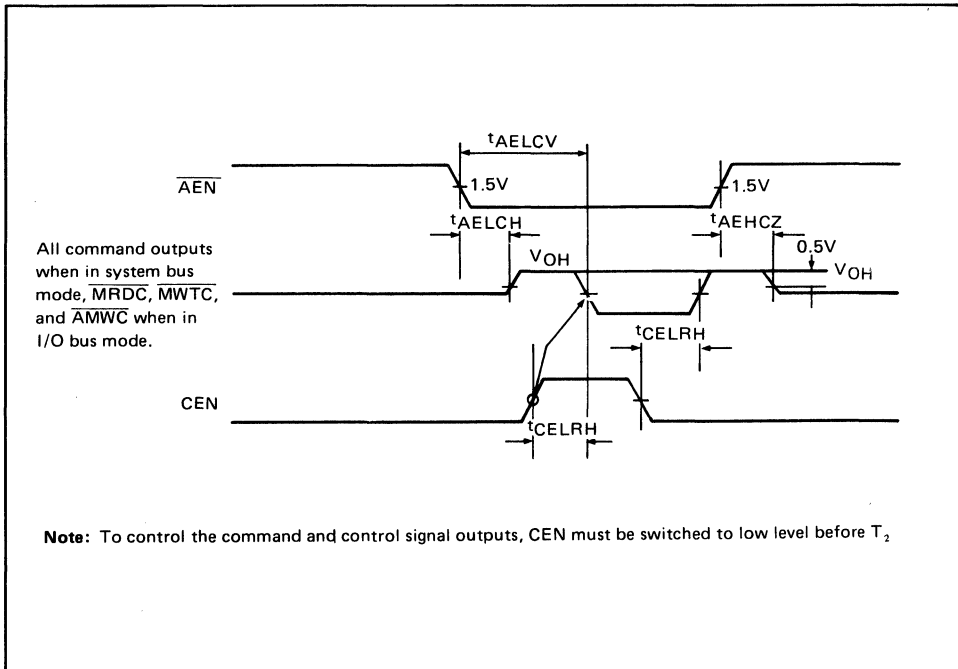 tAELCV
AEN
1.5V
1.5V
tAELCH
tAEHCZ
0.5V
VOH
VOH
All command outputs
when in system bus
mode, MRDC, MWTC,
and AMWC when in
I/O bus mode.
tCELRH
CEN
tCELRH
Note: To control the command and control signal outputs, CEN must be switched to low level before T2